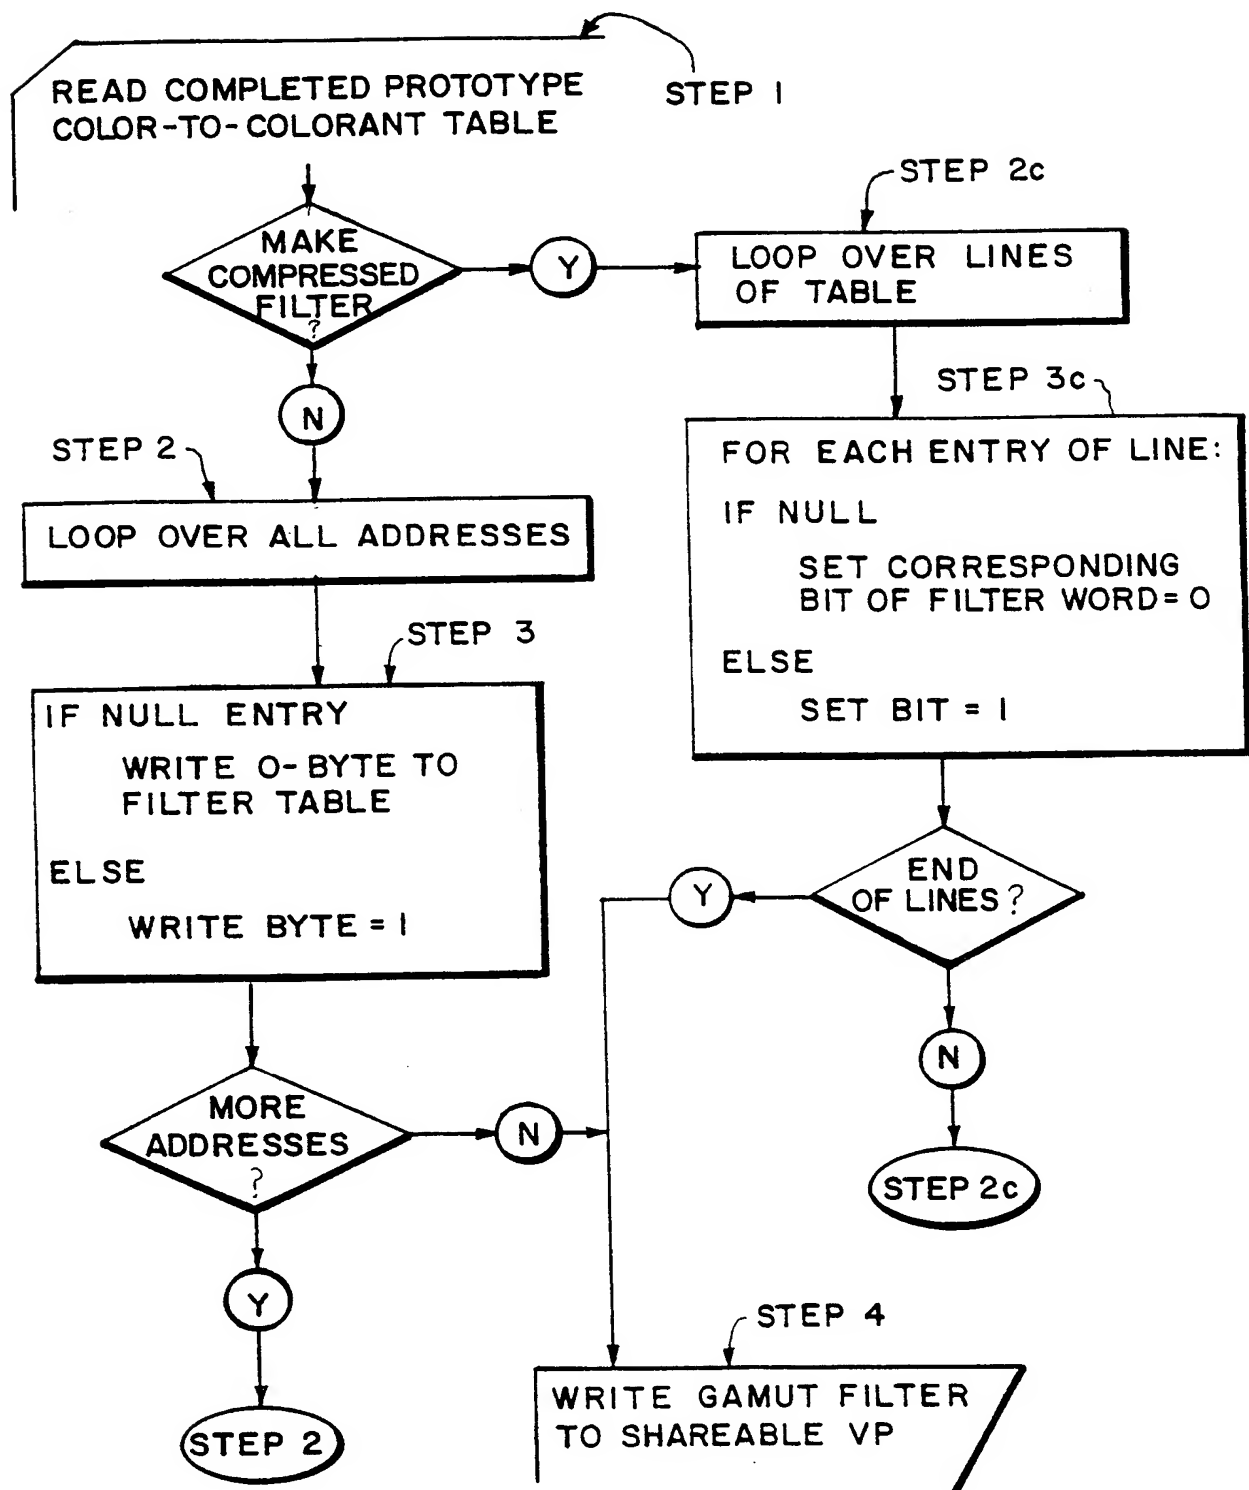 STEP 1
READ COMPLETED PROTOTYPE
COLOR-TO-COLORANT TABLE
MAKE
COMPRESSED
FILTER
?
Y
STEP 2c
LOOP OVER LINES
OF TABLE
N
STEP 3c
FOR EACH ENTRY OF LINE:
IF NULL
SET CORRESPONDING
BIT OF FILTER WORD=0
ELSE
SET BIT = 1
STEP 2
LOOP OVER ALL ADDRESSES
STEP 3
IF NULL ENTRY
WRITE 0-BYTE TO
FILTER TABLE
ELSE
WRITE BYTE = 1
END
OF LINES?
Y
N
STEP 2c
MORE
ADDRESSES
?
N
Y
STEP 2
STEP 4
WRITE GAMUT FILTER
TO SHAREABLE VP